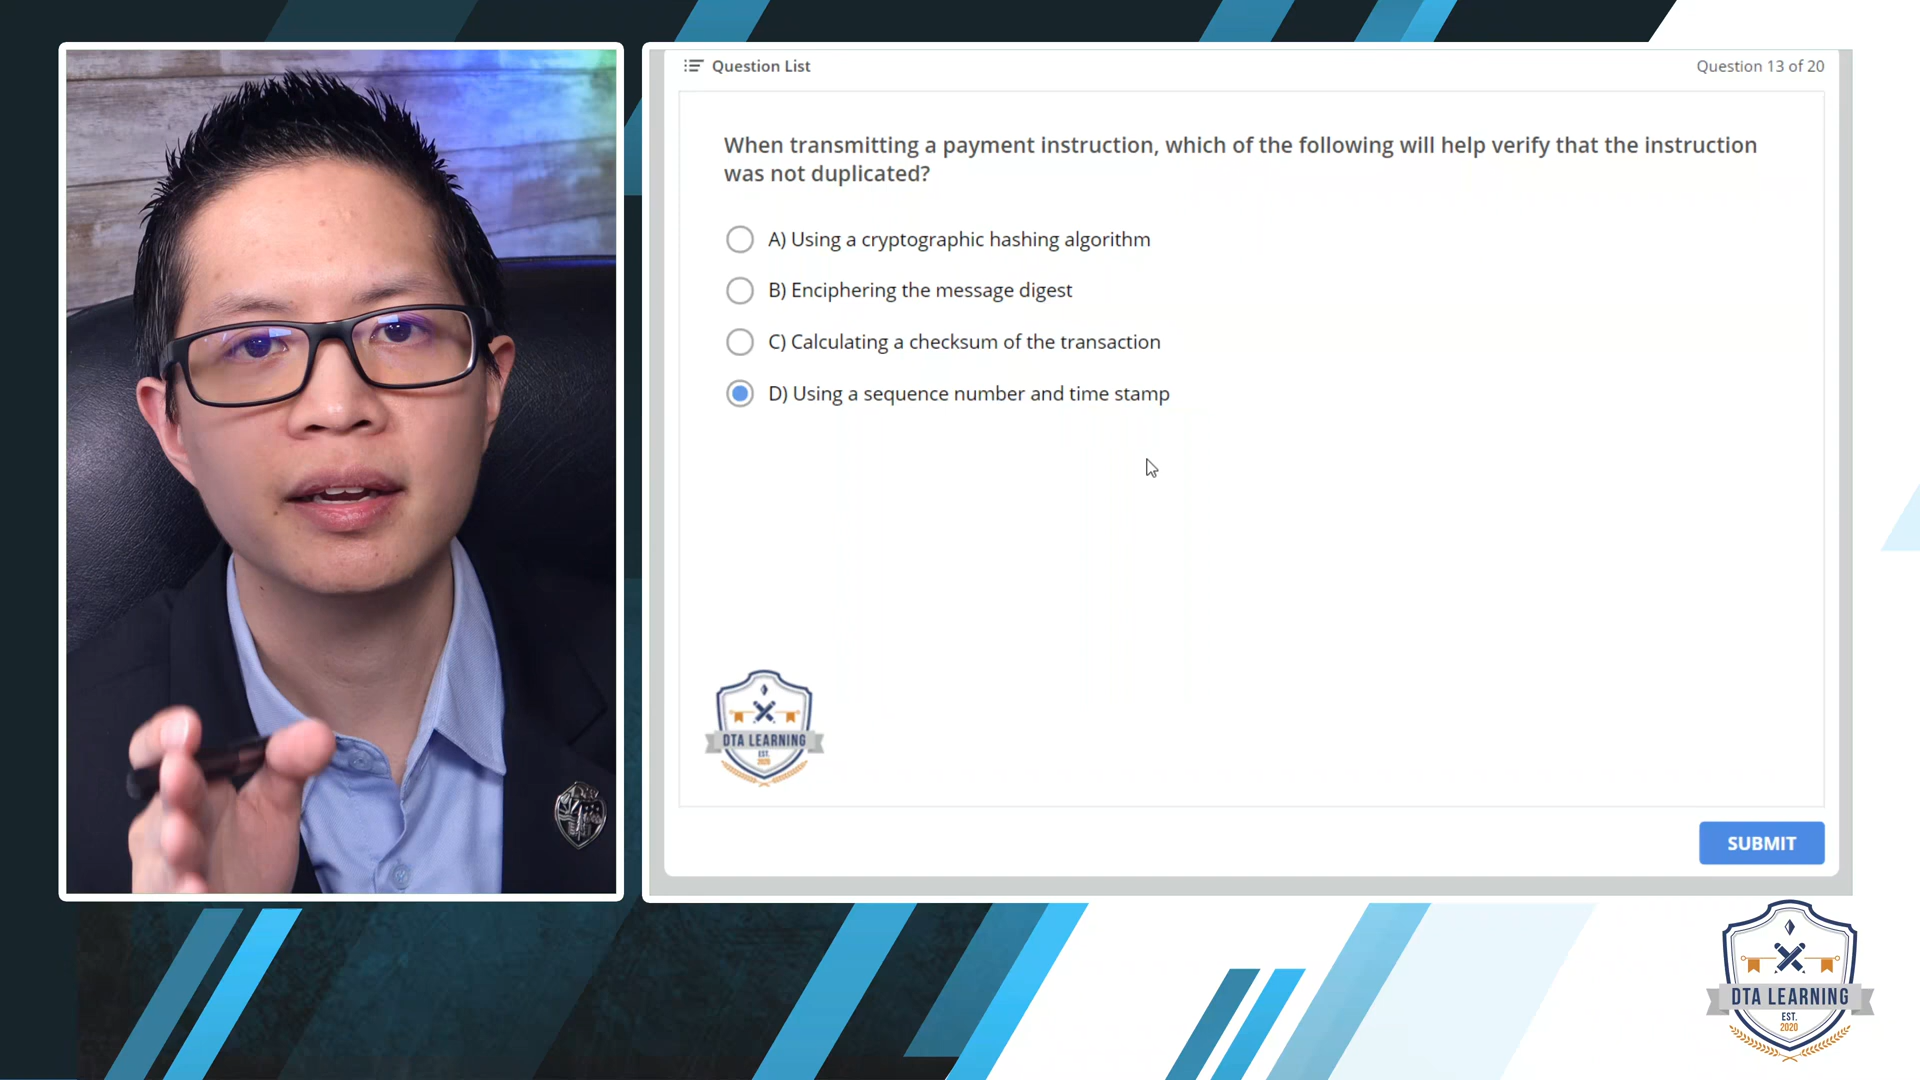 Question List
Question 13 of 20
When transmitting a payment instruction, which of the following will help verify that the instruction
was not duplicated?
A) Using a cryptographic hashing algorithm
B) Enciphering the message digest
C) Calculating a checksum of the transaction
D) Using a sequence number and time stamp
DTA LEARNING
EST.
2020
SUBMIT
DTA LEARNING
EST.
2020